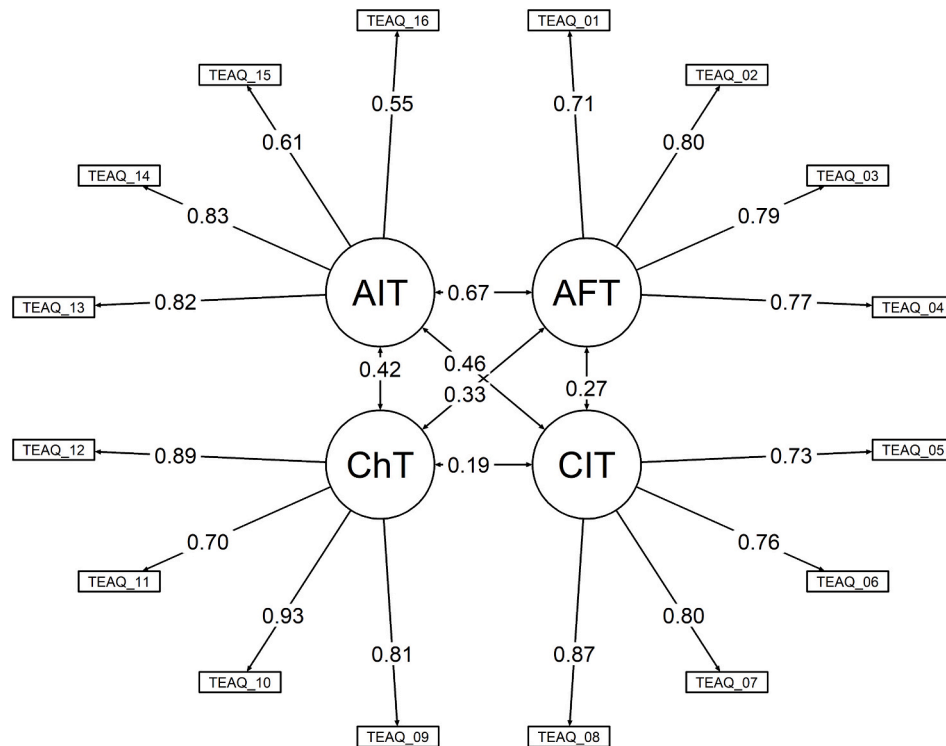 TEAQ_16
TEAQ_01
TEAQ_15
TEAQ_02
0.55
0.71
0.61
0.80
TEAQ_14
TEAQ_03
0.83
0.79
AIT
0.67
AFT
TEAQ_13
0.82
0.77
TEAQ_04
0.42
0.46
0.33
0.27
TEAQ_12
0.89
ChT
0.19
CIT
0.73
TEAQ_05
0.70
0.76
TEAQ_11
TEAQ_06
0.93
0.80
0.81
0.87
TEAQ_10
TEAQ_07
TEAQ_09
TEAQ_08